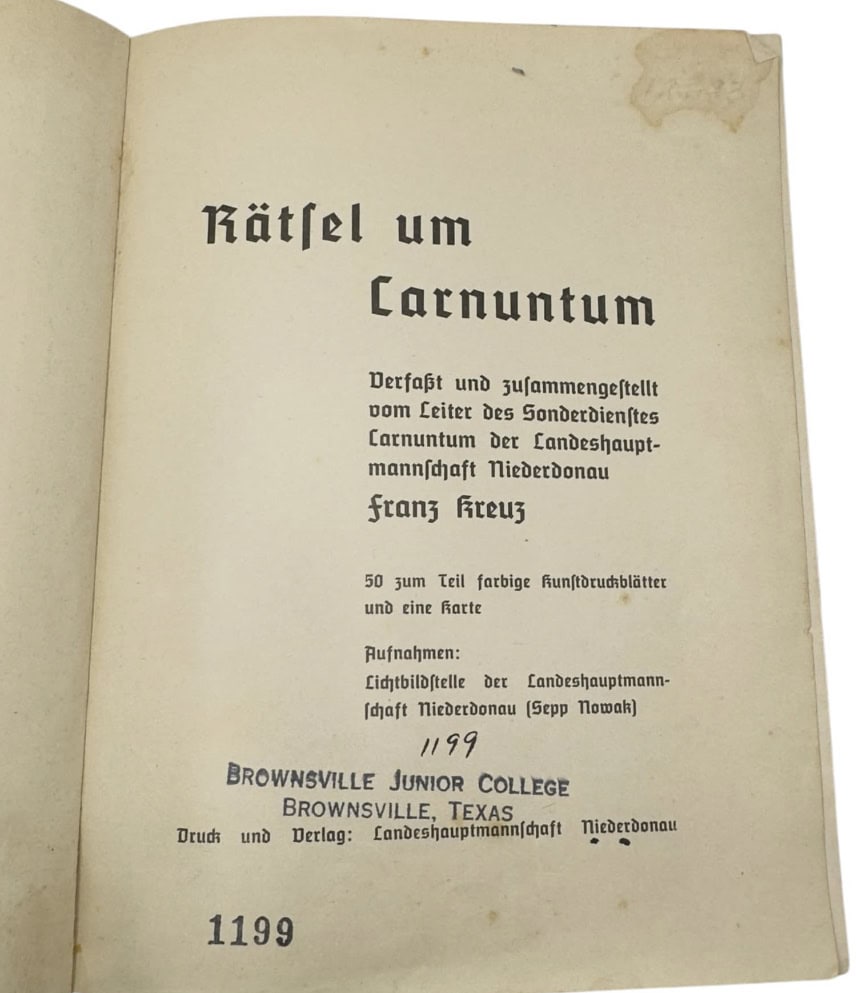 Rätſel um
Carnuntum
Verfaßt und zuſammengeſtellt
vom Leiter des Sonderdienſtes
Carnuntum der Landeshaupt-
mannſchaft Niederdonau
Franz Kreuz
50 zum Teil farbige Kunſtdruckblätter
und eine Karte
Aufnahmen:
Lichtbildſtelle der Landeshauptmann-
ſchaft Niederdonau (Sepp Nowak)
1199
BROWNSVILLE JUNIOR COLLEGE
BROWNSVILLE, TEXAS
Druck und Verlag: Landeshauptmannſchaft Niederdonau
1199